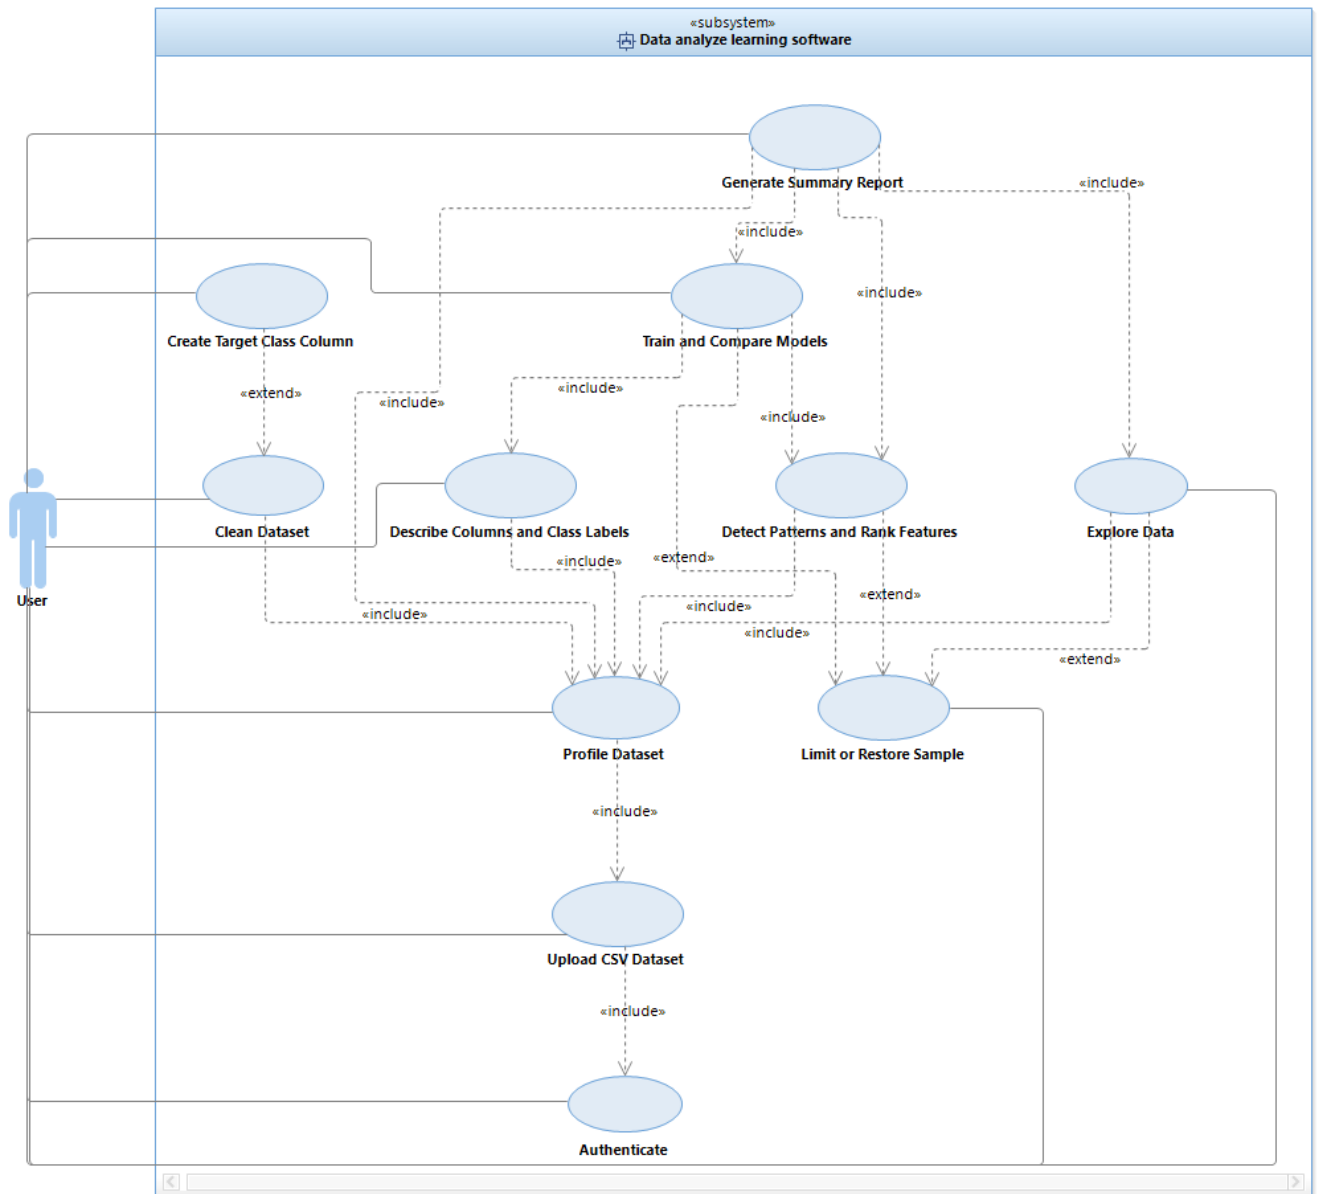 «subsystem»
Data analyze learning software
Generate Summary Report
«include»
«include»
«include»
Create Target Class Column
Train and Compare Models
«extend»
«include»
«include»
«include»
Clean Dataset
Describe Columns and Class Labels
Detect Patterns and Rank Features
Explore Data
«include»
«extend»
User
«include»
«include»
«extend»
«include»
«extend»
Profile Dataset
Limit or Restore Sample
«include»
Upload CSV Dataset
«include»
Authenticate